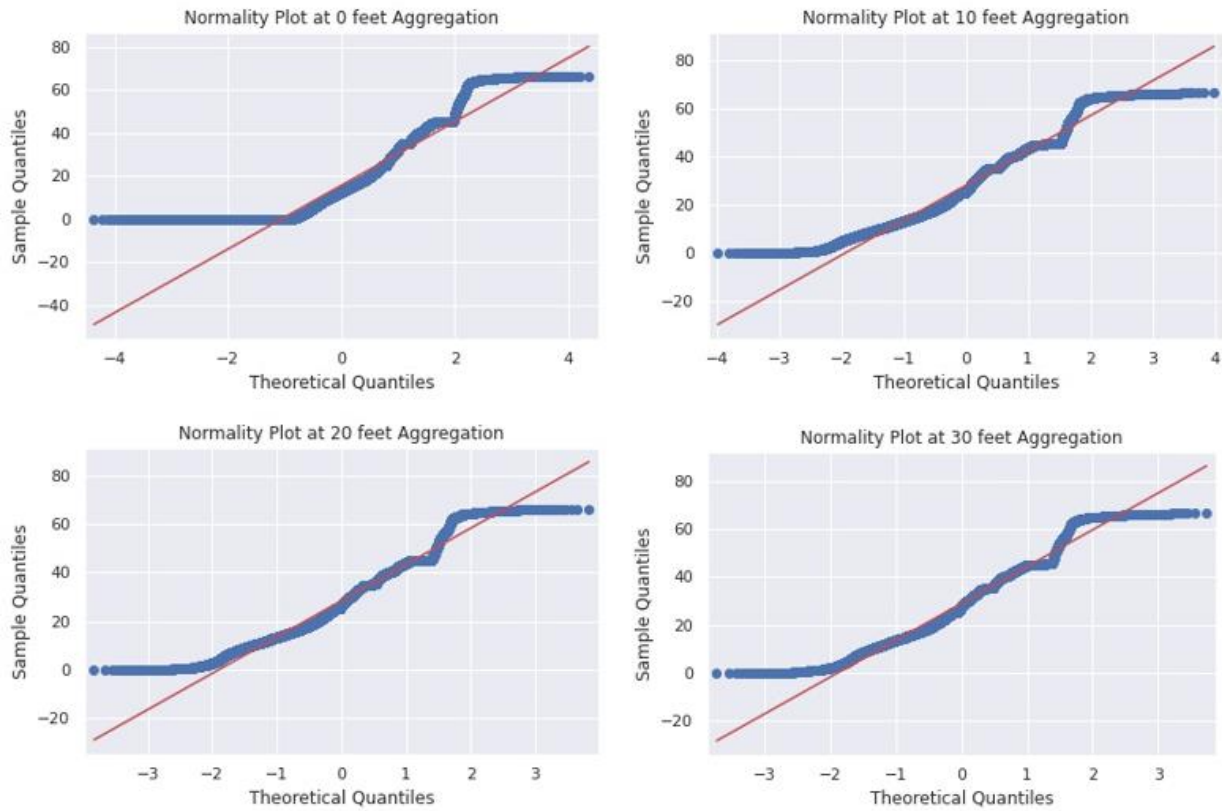 Normality Plot at 0 feet Aggregation
80
60
40
20
0
−20
−40
Sample Quantiles
−4 −2 0 2 4
Theoretical Quantiles
Normality Plot at 10 feet Aggregation
80
60
40
20
0
−20
Sample Quantiles
−4 −3 −2 −1 0 1 2 3 4
Theoretical Quantiles
Normality Plot at 20 feet Aggregation
80
60
40
20
0
−20
Sample Quantiles
−3 −2 −1 0 1 2 3
Theoretical Quantiles
Normality Plot at 30 feet Aggregation
80
60
40
20
0
−20
Sample Quantiles
−3 −2 −1 0 1 2 3
Theoretical Quantiles